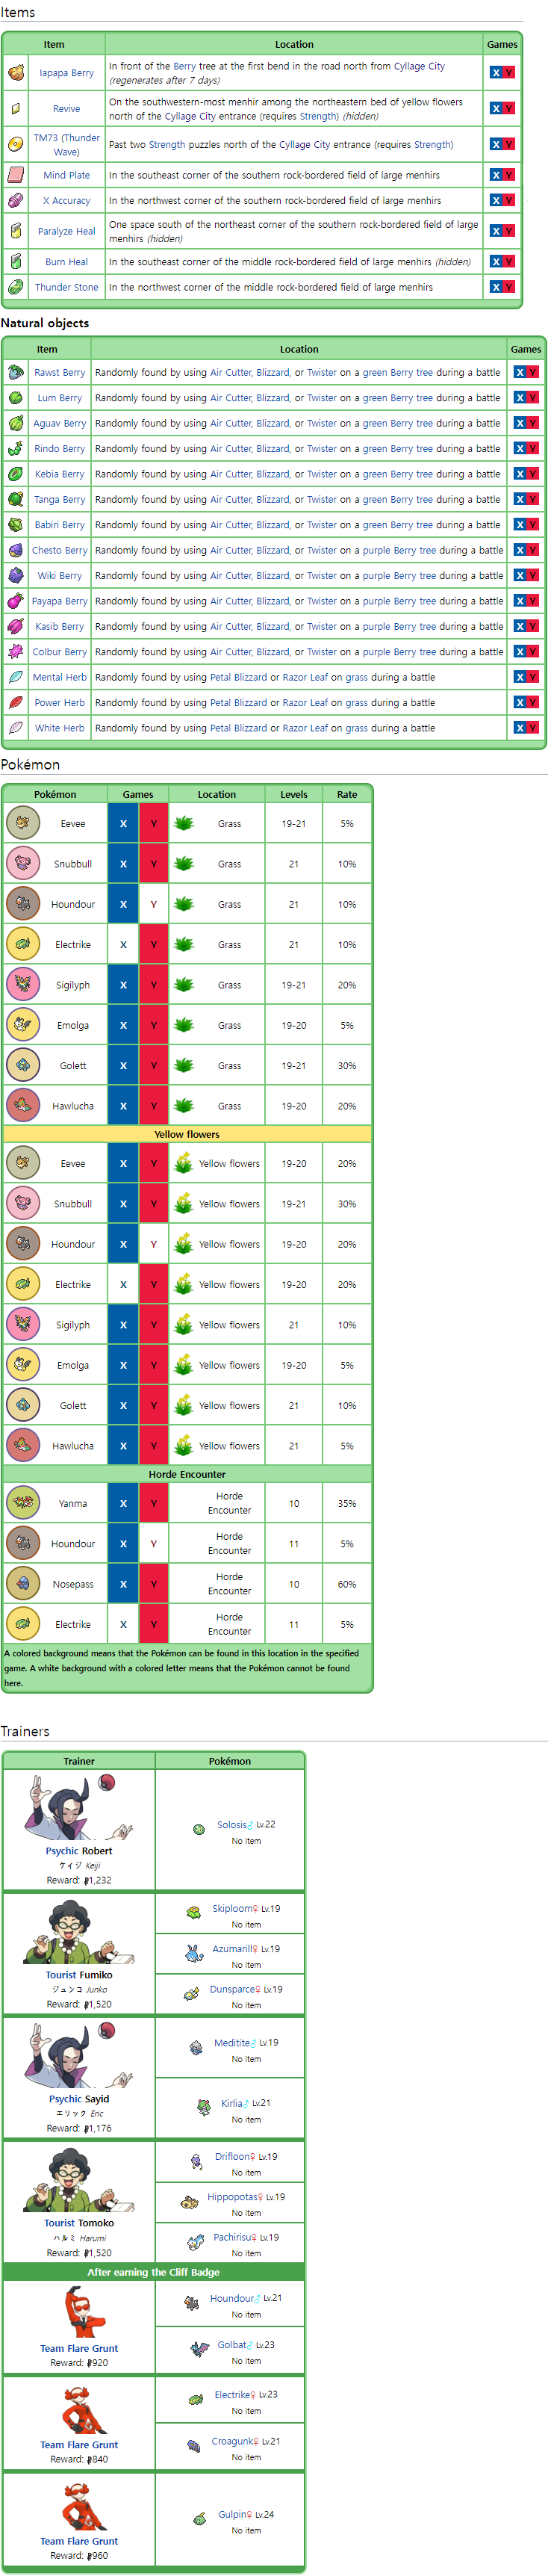 Items
Item Location Games
Iapapa Berry In front of the Berry tree at the first bend in the road north from Cyllage City (regenerates after 7 days) X Y
Revive On the southwestern-most menhir among the northeastern bed of yellow flowers north of the Cyllage City entrance (requires Strength) (hidden) X Y
TM73 (Thunder Wave) Past two Strength puzzles north of the Cyllage City entrance (requires Strength) X Y
Mind Plate In the southeast corner of the southern rock-bordered field of large menhirs X Y
X Accuracy In the northwest corner of the southern rock-bordered field of large menhirs X Y
Paralyze Heal One space south of the northeast corner of the southern rock-bordered field of large menhirs (hidden) X Y
Burn Heal In the southeast corner of the middle rock-bordered field of large menhirs (hidden) X Y
Thunder Stone In the northwest corner of the middle rock-bordered field of large menhirs X Y
Natural objects
Item Location Games
Rawst Berry Randomly found by using Air Cutter, Blizzard, or Twister on a green Berry tree during a battle X Y
Lum Berry Randomly found by using Air Cutter, Blizzard, or Twister on a green Berry tree during a battle X Y
Aguav Berry Randomly found by using Air Cutter, Blizzard, or Twister on a green Berry tree during a battle X Y
Rindo Berry Randomly found by using Air Cutter, Blizzard, or Twister on a green Berry tree during a battle X Y
Kebia Berry Randomly found by using Air Cutter, Blizzard, or Twister on a green Berry tree during a battle X Y
Tanga Berry Randomly found by using Air Cutter, Blizzard, or Twister on a green Berry tree during a battle X Y
Babiri Berry Randomly found by using Air Cutter, Blizzard, or Twister on a green Berry tree during a battle X Y
Chesto Berry Randomly found by using Air Cutter, Blizzard, or Twister on a purple Berry tree during a battle X Y
Wiki Berry Randomly found by using Air Cutter, Blizzard, or Twister on a purple Berry tree during a battle X Y
Payapa Berry Randomly found by using Air Cutter, Blizzard, or Twister on a purple Berry tree during a battle X Y
Kasib Berry Randomly found by using Air Cutter, Blizzard, or Twister on a purple Berry tree during a battle X Y
Colbur Berry Randomly found by using Air Cutter, Blizzard, or Twister on a purple Berry tree during a battle X Y
Mental Herb Randomly found by using Petal Blizzard or Razor Leaf on grass during a battle X Y
Power Herb Randomly found by using Petal Blizzard or Razor Leaf on grass during a battle X Y
White Herb Randomly found by using Petal Blizzard or Razor Leaf on grass during a battle X Y
Pokémon
Pokémon Games Location Levels Rate
Eevee X Y Grass 19-21 5%
Snubbull X Y Grass 21 10%
Houndour X Y Grass 21 10%
Electrike X Y Grass 21 10%
Sigilyph X Y Grass 19-21 20%
Emolga X Y Grass 19-20 5%
Golett X Y Grass 19-21 30%
Hawlucha X Y Grass 19-20 20%
Yellow flowers
Eevee X Y Yellow flowers 19-20 20%
Snubbull X Y Yellow flowers 19-21 30%
Houndour X Y Yellow flowers 19-20 20%
Electrike X Y Yellow flowers 19-20 20%
Sigilyph X Y Yellow flowers 21 10%
Emolga X Y Yellow flowers 19-20 5%
Golett X Y Yellow flowers 21 10%
Hawlucha X Y Yellow flowers 21 5%
Horde Encounter
Yanma X Y Horde Encounter 10 35%
Houndour X Y Horde Encounter 11 5%
Nosepass X Y Horde Encounter 10 60%
Electrike X Y Horde Encounter 11 5%
A colored background means that the Pokémon can be found in this location in the specified
game. A white background with a colored letter means that the Pokémon cannot be found
here.
Trainers
Trainer Pokémon
Psychic Robert
ケイジ Keiji
Reward: 1,232
Solosis♂ Lv.22
No item
Tourist Fumiko
ジュンコ Junko
Reward: 1,520
Skiploom♀ Lv.19
No item
Azumarill♀ Lv.19
No item
Dunsparce♀ Lv.19
No item
Psychic Sayid
エリック Eric
Reward: 1,176
Meditite♂ Lv.19
No item
Kirlia♂ Lv.21
No item
Tourist Tomoko
ハルミ Harumi
Reward: 1,520
Drifloon♀ Lv.19
No item
Hippopotas♀ Lv.19
No item
Pachirisu♀ Lv.19
No item
After earning the Cliff Badge
Team Flare Grunt
Reward: 920
Houndour♂ Lv.21
No item
Golbat♂ Lv.23
No item
Team Flare Grunt
Reward: 840
Electrike♀ Lv.23
No item
Croagunk♀ Lv.21
No item
Team Flare Grunt
Reward: 960
Gulpin♀ Lv.24
No item